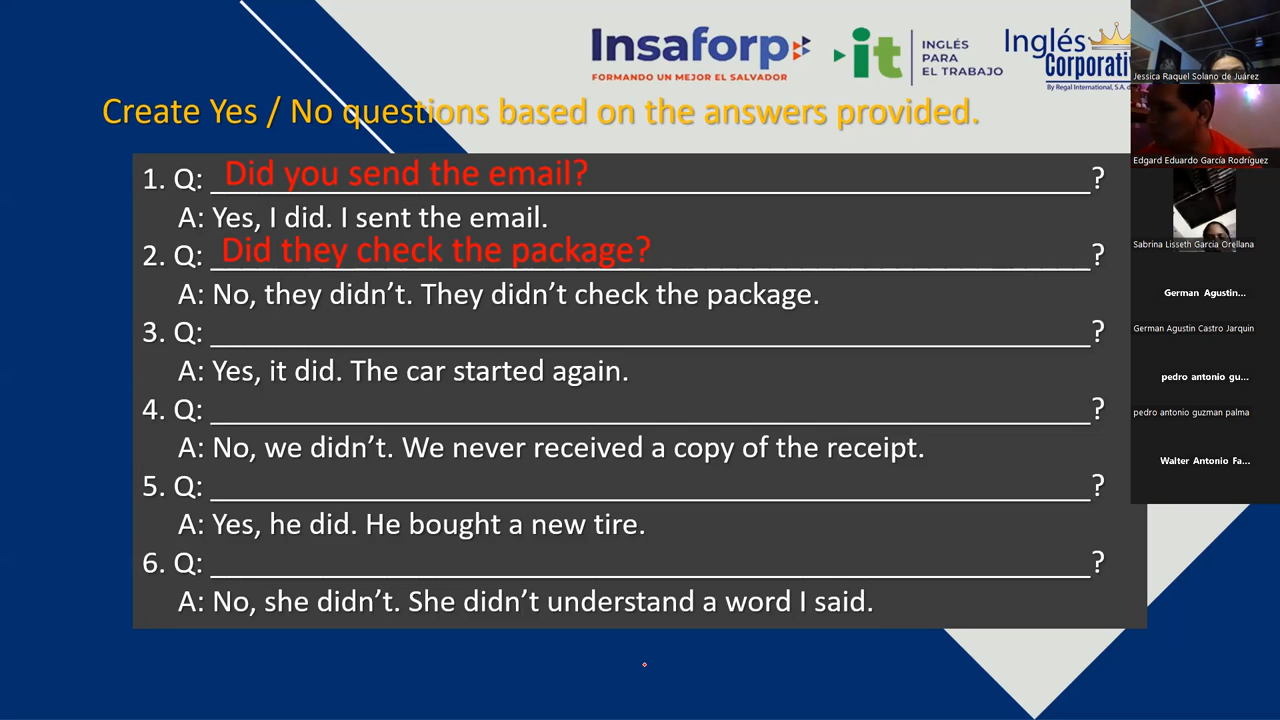 Insaforp
FORMANDO UN MEJOR EL SALVADOR
it
INGLÉS
PARA
EL TRABAJO
Inglés
Corporativ
By Regal International, S.A. d
Create Yes / No questions based on the answers provided.
1. Q: Did you send the email? ?
A: Yes, I did. I sent the email.
2. Q: Did they check the package? ?
A: No, they didn’t. They didn’t check the package.
3. Q: ?
A: Yes, it did. The car started again.
4. Q: ?
A: No, we didn’t. We never received a copy of the receipt.
5. Q: ?
A: Yes, he did. He bought a new tire.
6. Q: ?
A: No, she didn’t. She didn’t understand a word I said.
Jessica Raquel Solano de Juárez
Edgard Eduardo García Rodríguez
Sabrina Lisseth Garcia Orellana
German Agustin...
German Agustin Castro Jarquin
pedro antonio gu...
pedro antonio guzman palma
Walter Antonio Fa...